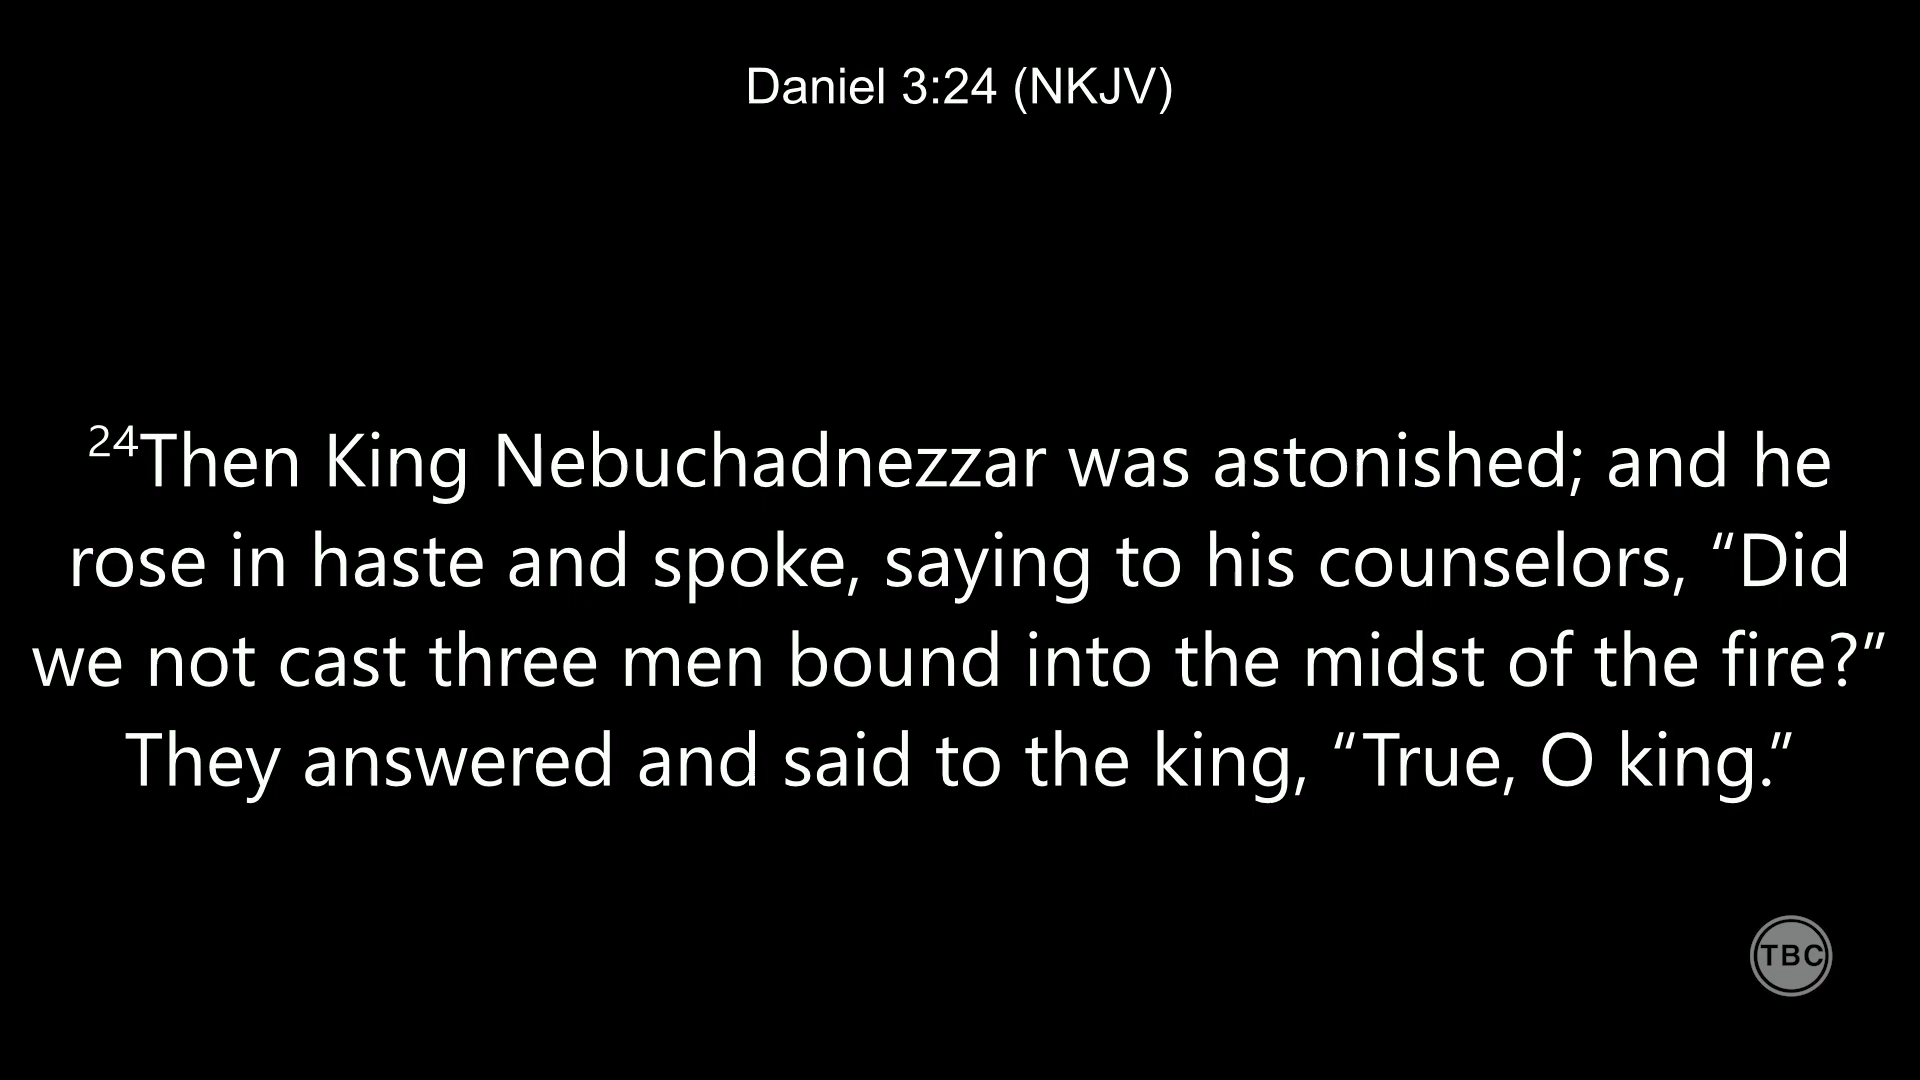 Daniel 3:24 (NKJV)
24Then King Nebuchadnezzar was astonished; and he
rose in haste and spoke, saying to his counselors, “Did
we not cast three men bound into the midst of the fire?”
They answered and said to the king, “True, O king.”
TBC